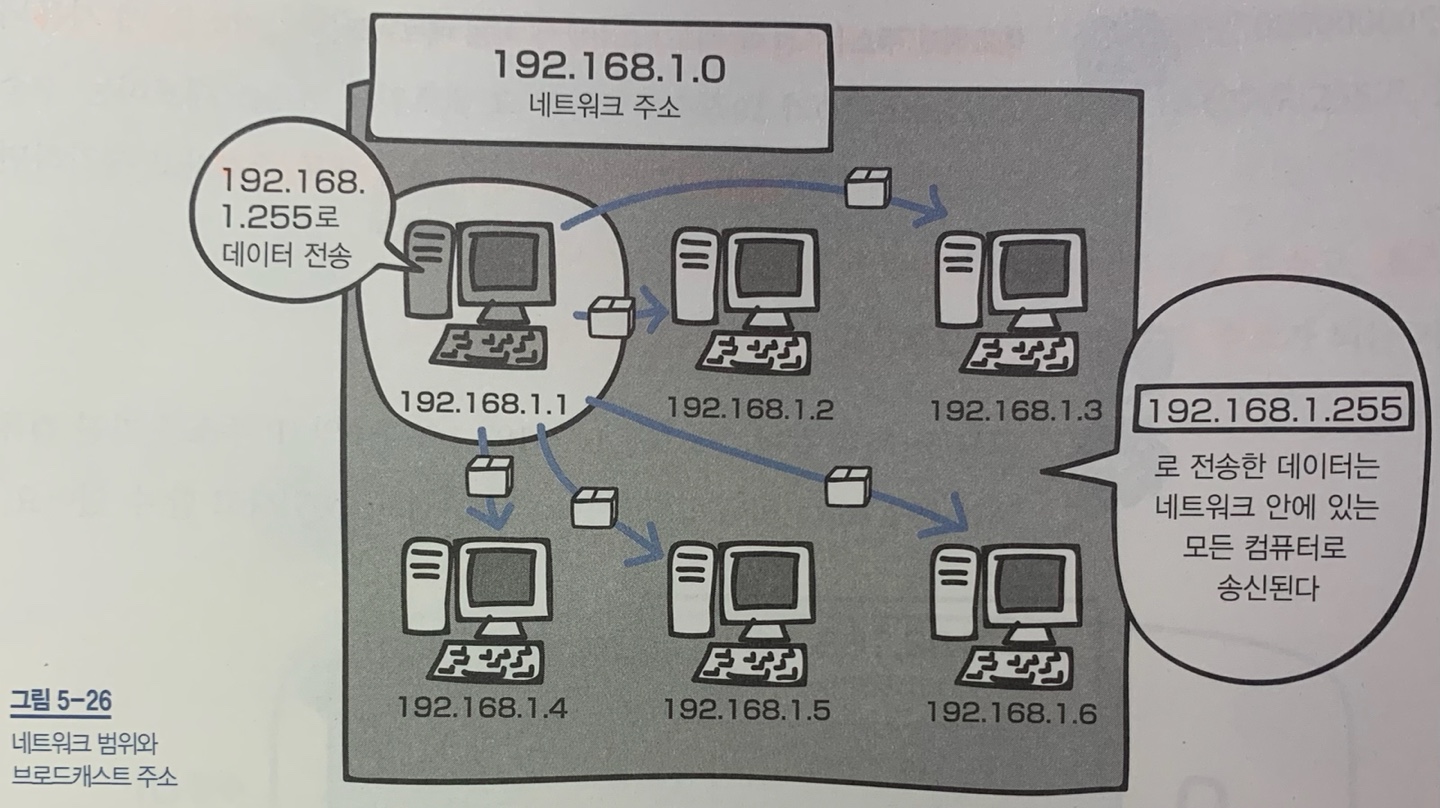 192.168.1.0
네트워크 주소
192.168.
1.255로
데이터 전송
192.168.1.1
192.168.1.2
192.168.1.3
192.168.1.255
로 전송한 데이터는
네트워크 안에 있는
모든 컴퓨터로
송신된다
192.168.1.4
192.168.1.5
192.168.1.6
그림 5-26
네트워크 범위와
브로드캐스트 주소